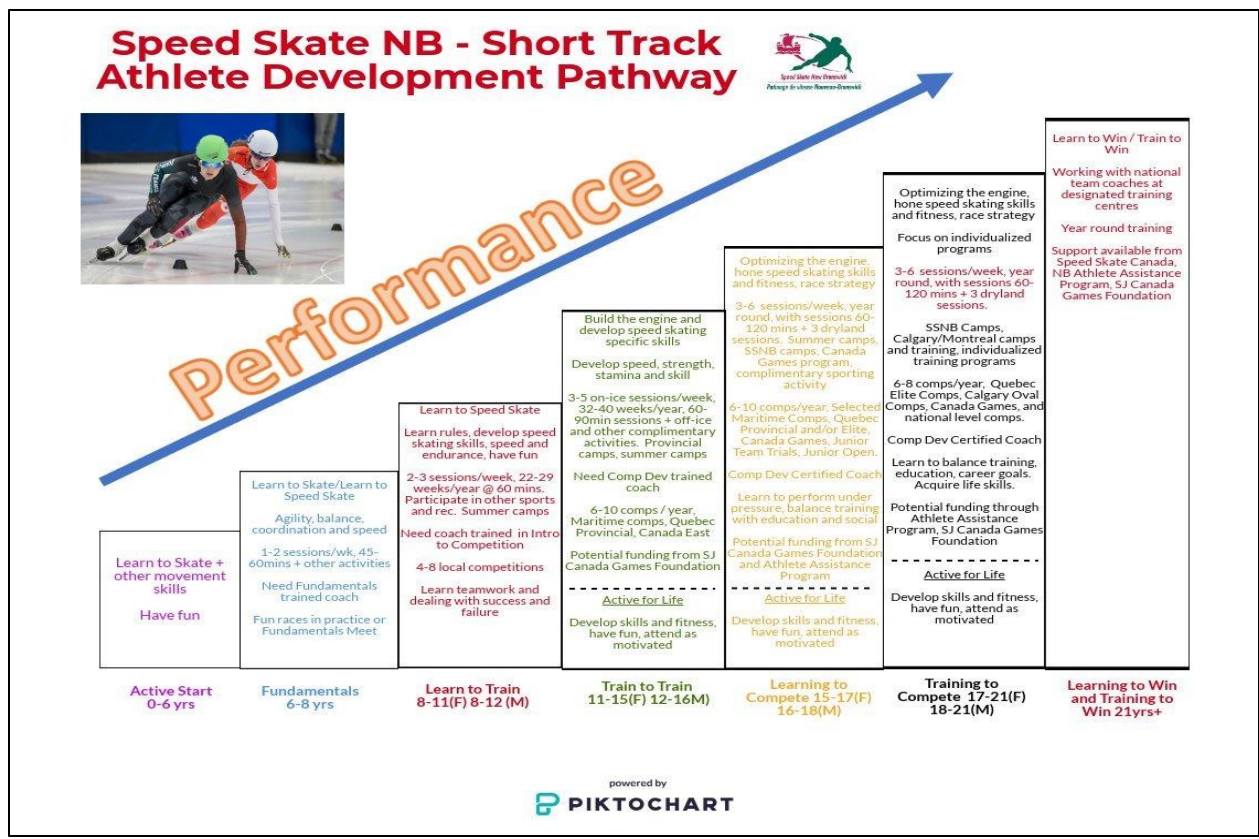 Speed Skate NB - Short Track
Athlete Development Pathway
Speed Skate New Brunswick
Patinage de vitesse Nouveau-Brunswick
Performance
Learn to Skate +
other movement
skills
Have fun
Active Start
0-6 yrs
Learn to Skate/Learn to
Speed Skate
Agility, balance,
coordination and speed
1-2 sessions/wk, 45-
60mins + other activities
Need Fundamentals
trained coach
Fun races in practice or
Fundamentals Meet
Fundamentals
6-8 yrs
Learn to Speed Skate
Learn rules, develop speed
skating skills, speed and
endurance, have fun
2-3 sessions/week, 22-29
weeks/year @ 60 mins.
Participate in other sports
and rec. Summer camps
Need coach trained in Intro
to Competition
4-8 local competitions
Learn teamwork and
dealing with success and
failure
Learn to Train
8-11(F) 8-12 (M)
Build the engine and
develop speed skating
specific skills
Develop speed, strength,
stamina and skill
3-5 on-ice sessions/week,
32-40 weeks/year, 60-
90min sessions + off-ice
and other complimentary
activities. Provincial
camps, summer camps
Need Comp Dev trained
coach
6-10 comps / year,
Maritime comps, Quebec
Provincial, Canada East
Potential funding from SJ
Canada Games Foundation
Active for Life
Develop skills and fitness,
have fun, attend as
motivated
Train to Train
11-15(F) 12-16M)
Optimizing the engine,
hone speed skating skills
and fitness, race strategy
3-6 sessions/week, year
round, with sessions 60-
120 mins + 3 dryland
sessions. Summer camps,
SSNB camps, Canada
Games program,
complimentary sporting
activity
6-10 comps/year, Selected
Maritime Comps, Quebec
Provincial and/or Elite,
Canada Games, Junior
Team Trials, Junior Open.
Comp Dev Certified Coach
Learn to perform under
pressure, balance training
with education and social
Potential funding from SJ
Canada Games Foundation
and Athlete Assistance
Program
Active for Life
Develop skills and fitness,
have fun, attend as
motivated
Learning to
Compete 15-17(F)
16-18(M)
Optimizing the engine,
hone speed skating skills
and fitness, race strategy
Focus on individualized
programs
3-6 sessions/week, year
round, with sessions 60-
120 mins + 3 dryland
sessions.
SSNB Camps,
Calgary/Montreal camps
and training, individualized
training programs
6-8 comps/year, Quebec
Elite Comps, Calgary Oval
Comps, Canada Games, and
national level comps.
Comp Dev Certified Coach
Learn to balance training,
education, career goals.
Acquire life skills.
Potential funding through
Athlete Assistance
Program, SJ Canada Games
Foundation
Active for Life
Develop skills and fitness,
have fun, attend as
motivated
Training to
Compete 17-21(F)
18-21(M)
Learn to Win / Train to
Win
Working with national
team coaches at
designated training
centres
Year round training
Support available from
Speed Skate Canada,
NB Athlete Assistance
Program, SJ Canada
Games Foundation
Learning to Win
and Training to
Win 21yrs+
powered by
PIKTOCHART